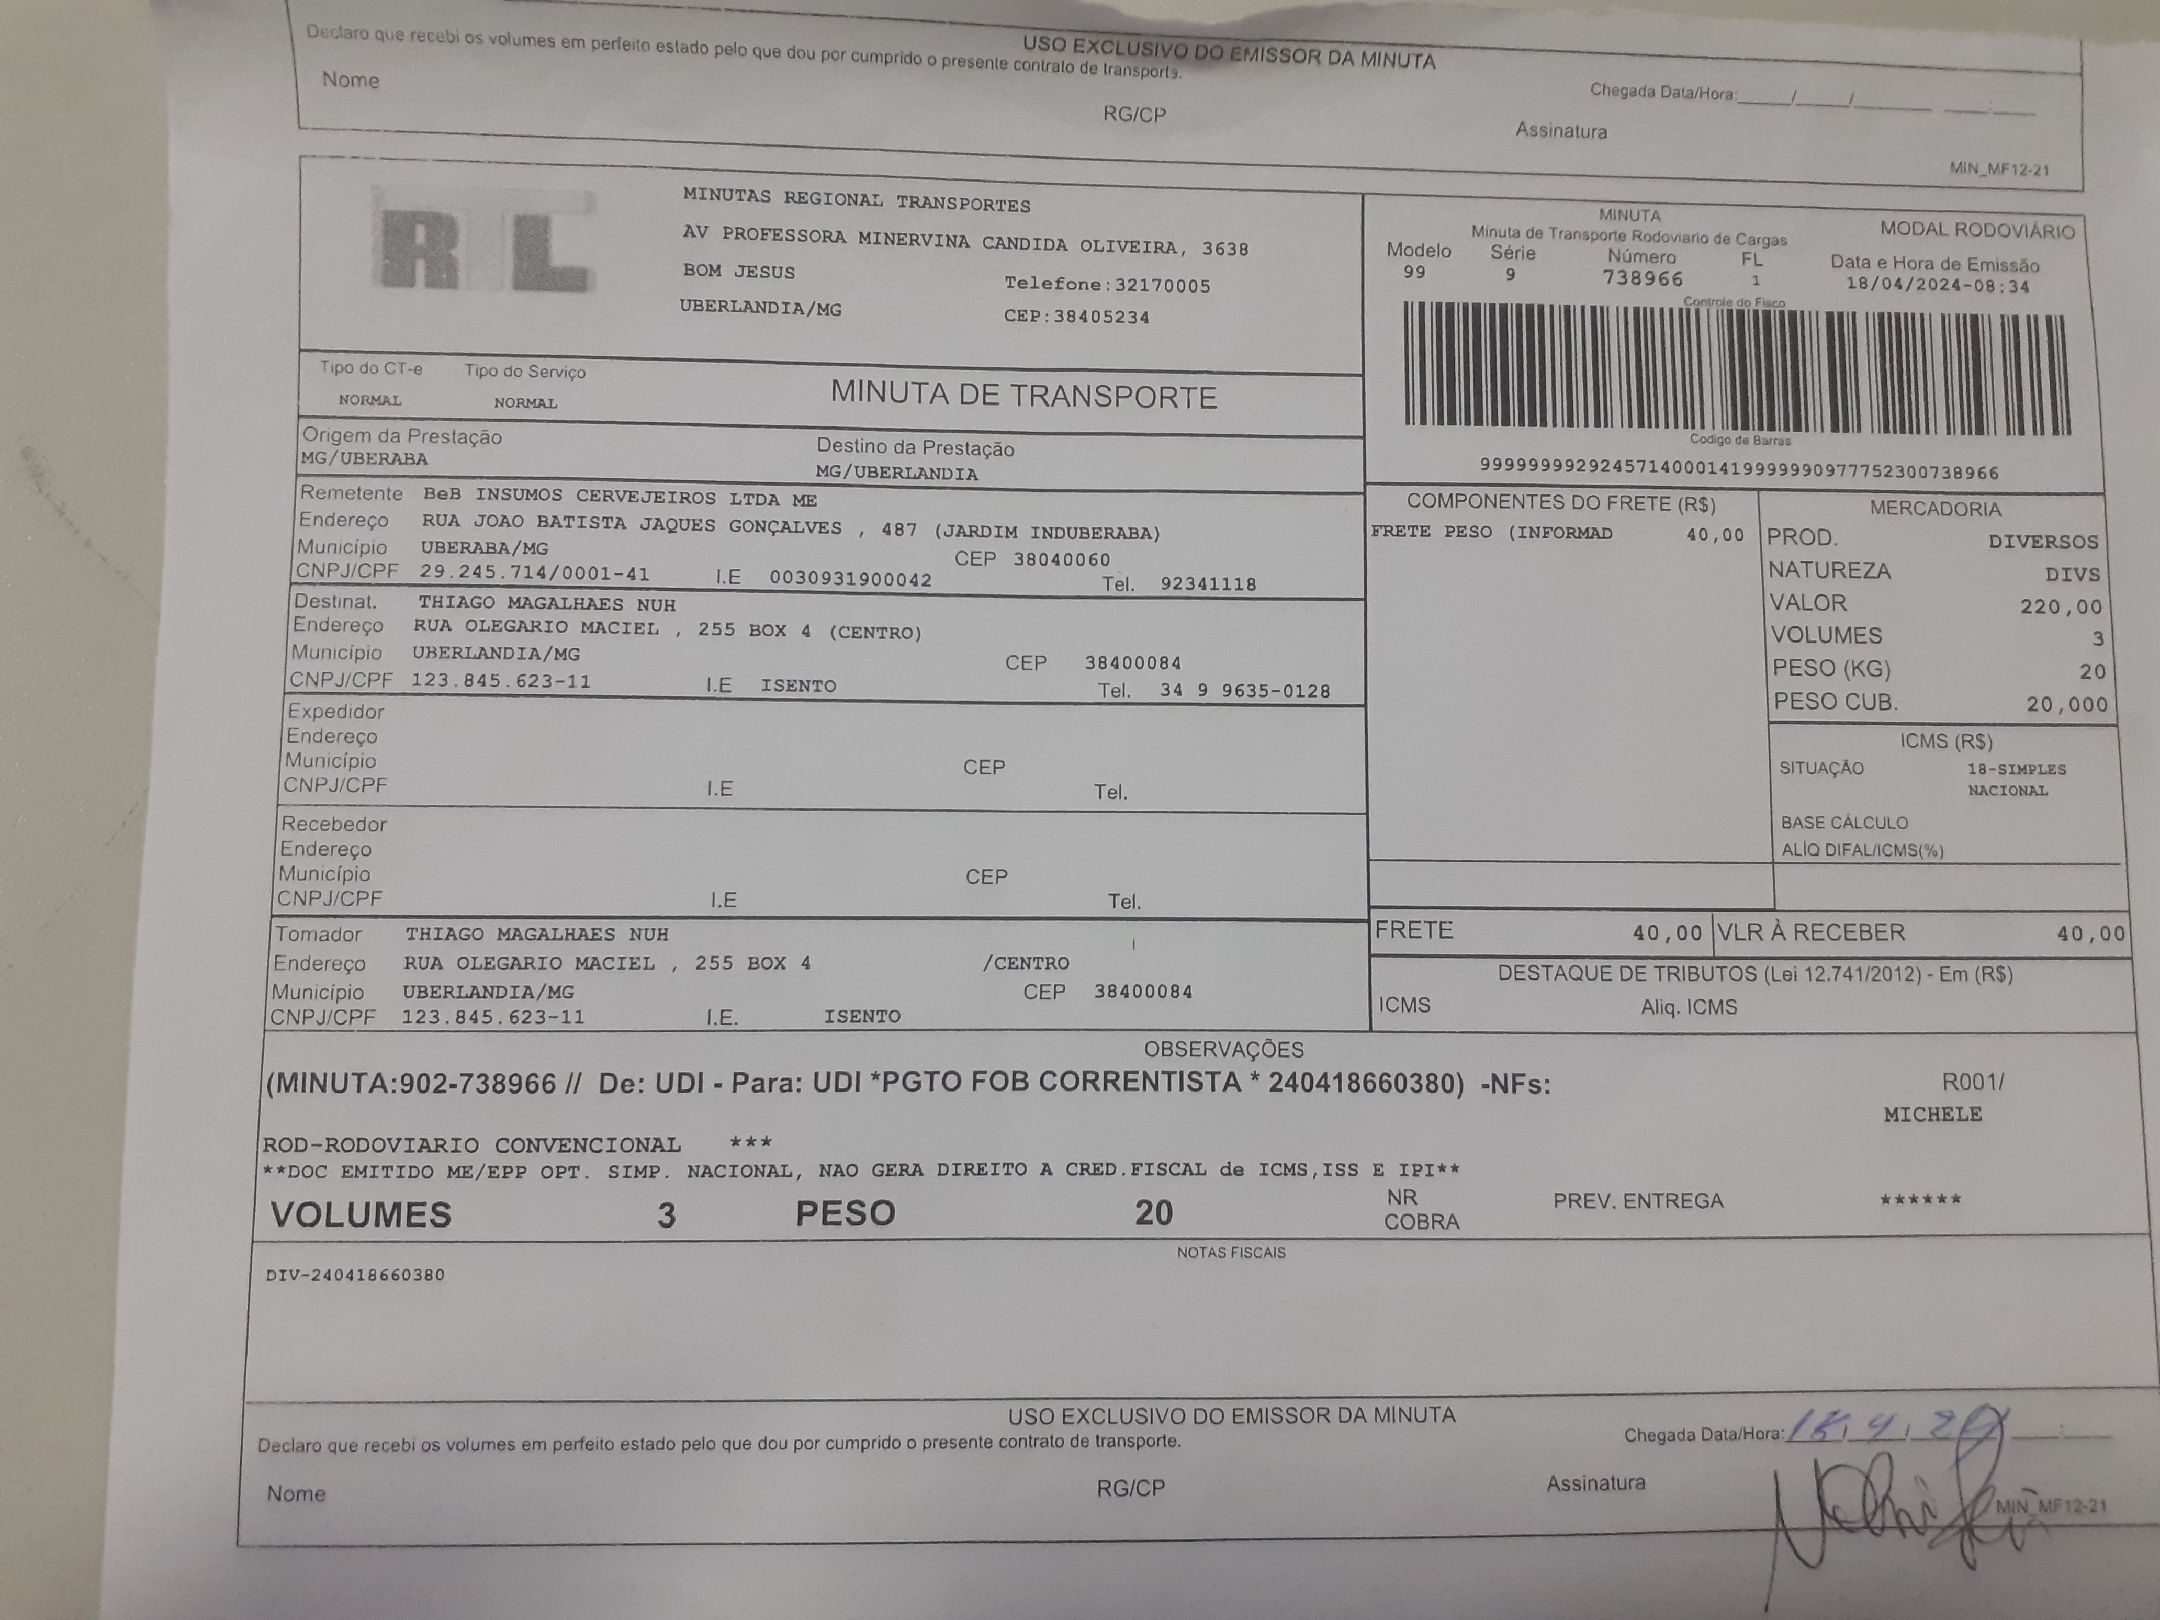 USO EXCLUSIVO DO EMISSOR DA MINUTA
Declaro que recebi os volumes em perfeito estado pelo que dou por cumprido o presente contrato de transporte.
Chegada Data/Hora:_____/_____/________ ____:____
Nome RG/CP Assinatura
MIN_MF12-21
RTL
MINUTAS REGIONAL TRANSPORTES
AV PROFESSORA MINERVINA CANDIDA OLIVEIRA, 3638
BOM JESUS Telefone:32170005
UBERLANDIA/MG CEP:38405234
MINUTA MODAL RODOVIÁRIO
Minuta de Transporte Rodoviario de Cargas
Modelo Série Número FL Data e Hora de Emissão
99 9 738966 1 18/04/2024-08:34
Controle do Fisco
Codigo de Barras
99999999292457140001419999990977752300738966
Tipo do CT-e Tipo do Serviço
NORMAL NORMAL
MINUTA DE TRANSPORTE
Origem da Prestação Destino da Prestação
MG/UBERABA MG/UBERLANDIA
Remetente BeB INSUMOS CERVEJEIROS LTDA ME
Endereço RUA JOAO BATISTA JAQUES GONÇALVES , 487 (JARDIM INDUBERABA)
Município UBERABA/MG CEP 38040060
CNPJ/CPF 29.245.714/0001-41 I.E 0030931900042 Tel. 92341118
Destinat. THIAGO MAGALHAES NUH
Endereço RUA OLEGARIO MACIEL , 255 BOX 4 (CENTRO)
Município UBERLANDIA/MG CEP 38400084
CNPJ/CPF 123.845.623-11 I.E ISENTO Tel. 34 9 9635-0128
Expedidor
Endereço
Município CEP
CNPJ/CPF I.E Tel.
Recebedor
Endereço
Município CEP
CNPJ/CPF I.E Tel.
Tomador THIAGO MAGALHAES NUH
Endereço RUA OLEGARIO MACIEL , 255 BOX 4 /CENTRO
Município UBERLANDIA/MG CEP 38400084
CNPJ/CPF 123.845.623-11 I.E. ISENTO
COMPONENTES DO FRETE (R$)
FRETE PESO (INFORMAD 40,00
MERCADORIA
PROD. DIVERSOS
NATUREZA DIVS
VALOR 220,00
VOLUMES 3
PESO (KG) 20
PESO CUB. 20,000
ICMS (R$)
SITUAÇÃO 18-SIMPLES
NACIONAL
BASE CÁLCULO
ALÍQ DIFAL/ICMS(%)
FRETE 40,00 VLR À RECEBER 40,00
DESTAQUE DE TRIBUTOS (Lei 12.741/2012) - Em (R$)
ICMS Aliq. ICMS
OBSERVAÇÕES
(MINUTA:902-738966 // De: UDI - Para: UDI *PGTO FOB CORRENTISTA * 240418660380) -NFs: R001/
MICHELE
ROD-RODOVIARIO CONVENCIONAL ***
**DOC EMITIDO ME/EPP OPT. SIMP. NACIONAL, NAO GERA DIREITO A CRED.FISCAL de ICMS,ISS E IPI**
VOLUMES 3 PESO 20 NR COBRA PREV. ENTREGA ******
NOTAS FISCAIS
DIV-240418660380
USO EXCLUSIVO DO EMISSOR DA MINUTA
Declaro que recebi os volumes em perfeito estado pelo que dou por cumprido o presente contrato de transporte.
Chegada Data/Hora:
Nome RG/CP Assinatura
MIN_MF12-21